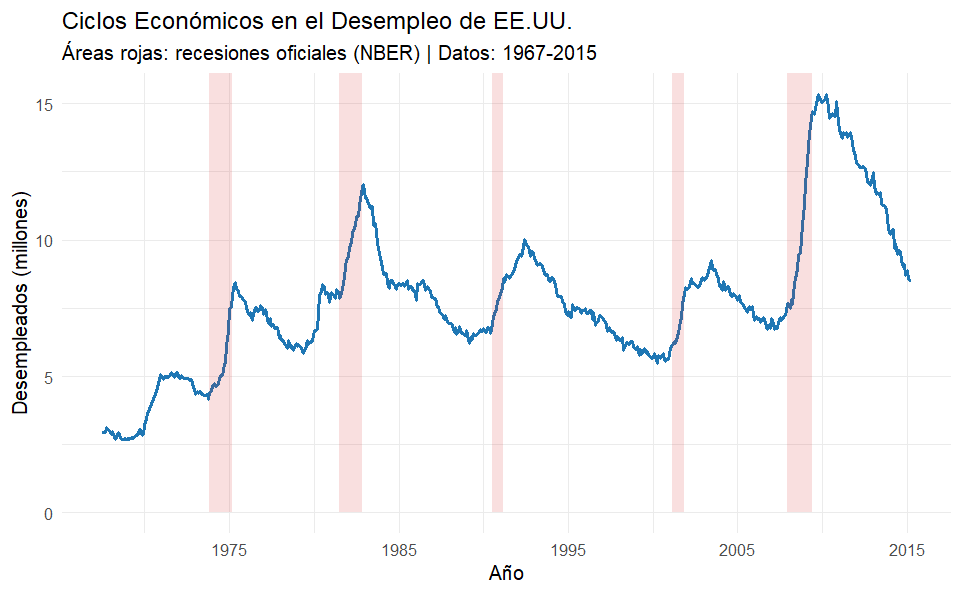 Ciclos Económicos en el Desempleo de EE.UU.
Áreas rojas: recesiones oficiales (NBER) | Datos: 1967-2015
Desempleados (millones)
15
10
5
0
1975 1985 1995 2005 2015
Año